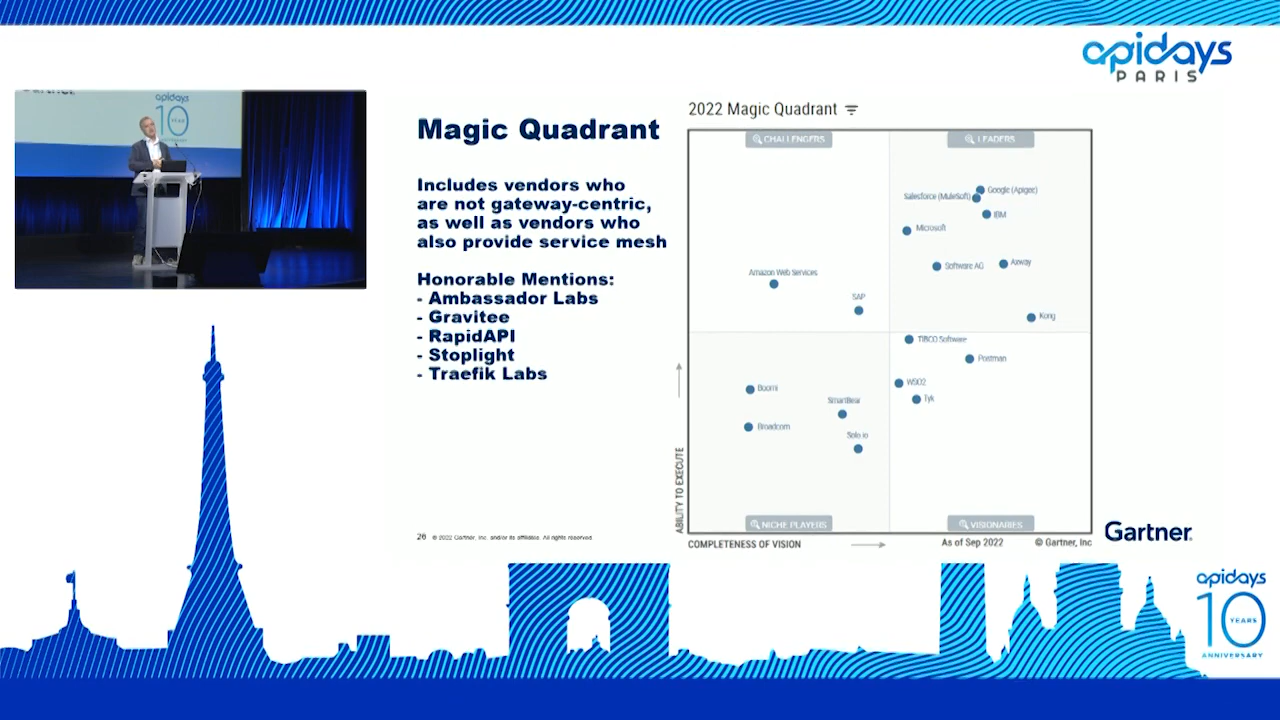 apidays
PARIS
apidays
10
YEARS
ANNIVERSARY
Magic Quadrant
Includes vendors who
are not gateway-centric,
as well as vendors who
also provide service mesh
Honorable Mentions:
- Ambassador Labs
- Gravitee
- RapidAPI
- Stoplight
- Traefik Labs
26 © 2022 Gartner, Inc. and/or its affiliates. All rights reserved
2022 Magic Quadrant
CHALLENGERS
LEADERS
Google (Apigee)
Salesforce (MuleSoft)
IBM
Microsoft
Software AG
Axway
Amazon Web Services
SAP
Kong
TIBCO Software
Postman
WSO2
Tyk
Boomi
SmartBear
Broadcom
Solo.io
NICHE PLAYERS
VISIONARIES
ABILITY TO EXECUTE
COMPLETENESS OF VISION
As of Sep 2022
© Gartner, Inc
Gartner
apidays
10
YEARS
ANNIVERSARY